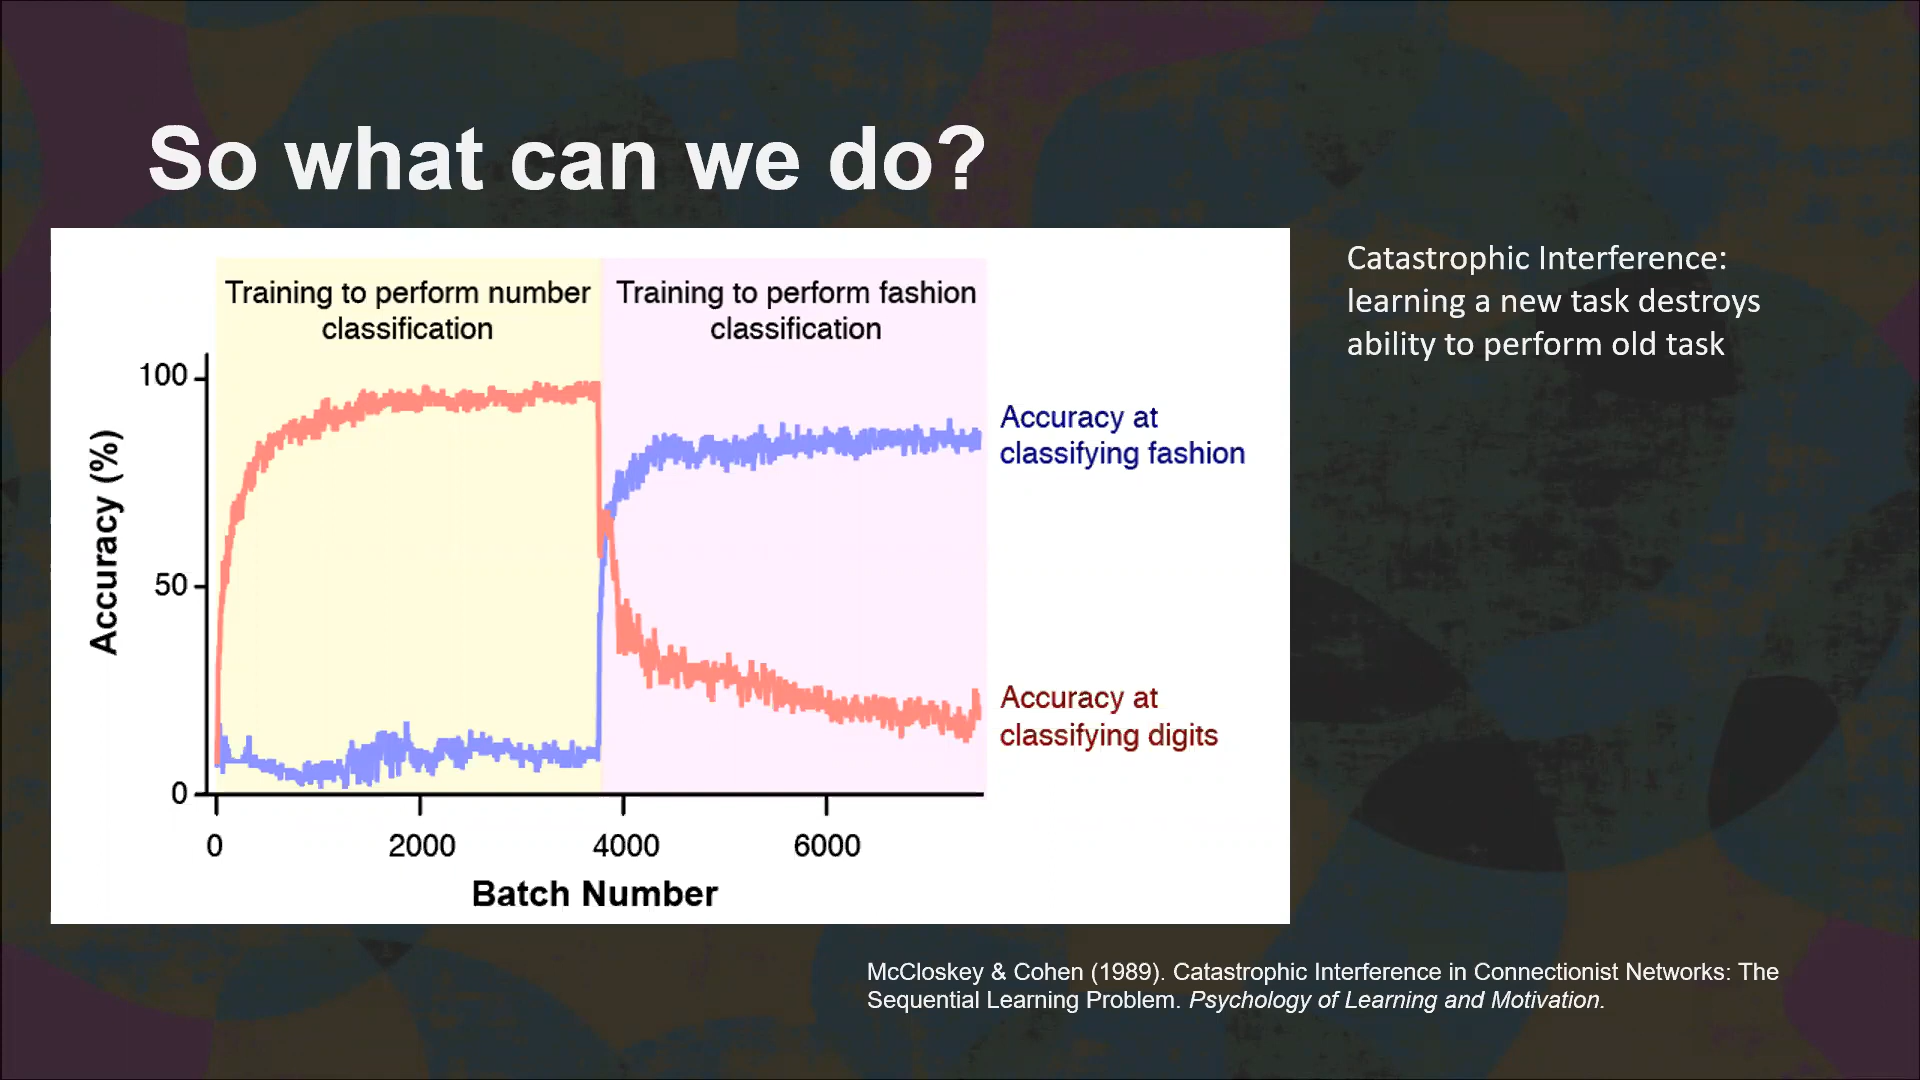 So what can we do?
Training to perform number
classification
Training to perform fashion
classification
100
50
0
Accuracy (%)
0
2000
4000
6000
Batch Number
Accuracy at
classifying fashion
Accuracy at
classifying digits
Catastrophic Interference:
learning a new task destroys
ability to perform old task
McCloskey & Cohen (1989). Catastrophic Interference in Connectionist Networks: The
Sequential Learning Problem. Psychology of Learning and Motivation.